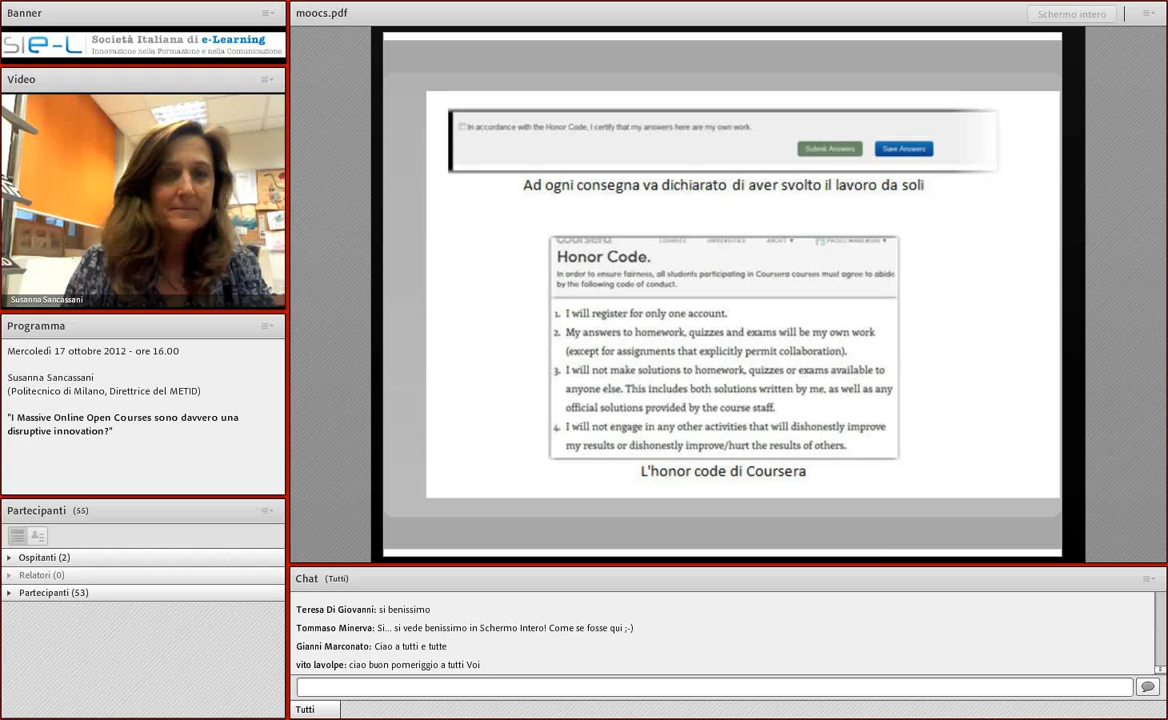 Banner
sie-L Società Italiana di e-Learning
Innovazione nella Formazione e nella Comunicazione
Video
Susanna Sancassani
Programma
Mercoledì 17 ottobre 2012 - ore 16.00
Susanna Sancassani
(Politecnico di Milano, Direttrice del METID)
"I Massive Online Open Courses sono davvero una
disruptive innovation?"
Partecipanti (55)
Ospitanti (2)
Relatori (0)
Partecipanti (53)
moocs.pdf
Schermo intero
In accordance with the Honor Code, I certify that my answers here are my own work.
Submit Answers Save Answers
Ad ogni consegna va dichiarato di aver svolto il lavoro da soli
coursera COURSES UNIVERSITIES ABOUT
Honor Code.
In order to ensure fairness, all students participating in Coursera courses must agree to abide
by the following code of conduct.
1. I will register for only one account.
2. My answers to homework, quizzes and exams will be my own work
(except for assignments that explicitly permit collaboration).
3. I will not make solutions to homework, quizzes or exams available to
anyone else. This includes both solutions written by me, as well as any
official solutions provided by the course staff.
4. I will not engage in any other activities that will dishonestly improve
my results or dishonestly improve/hurt the results of others.
L'honor code di Coursera
Chat (Tutti)
Teresa Di Giovanni: si benissimo
Tommaso Minerva: Si... si vede benissimo in Schermo Intero! Come se fosse qui ;-)
Gianni Marconato: Ciao a tutti e tutte
vito lavolpe: ciao buon pomeriggio a tutti Voi
Tutti